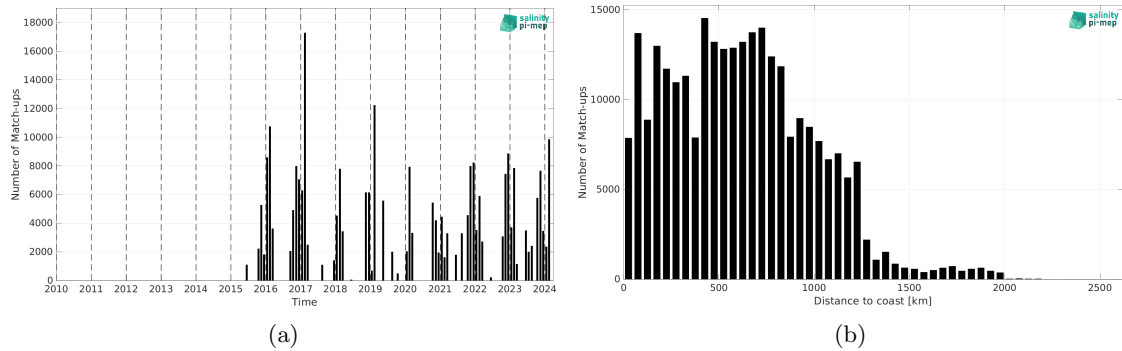 salinity
pi-mep
Number of Match-ups
18000
16000
14000
12000
10000
8000
6000
4000
2000
0
2010 2011 2012 2013 2014 2015 2016 2017 2018 2019 2020 2021 2022 2023 2024
Time
(a)
salinity
pi-mep
Number of Match-ups
15000
10000
5000
0
0 500 1000 1500 2000 2500
Distance to coast [km]
(b)